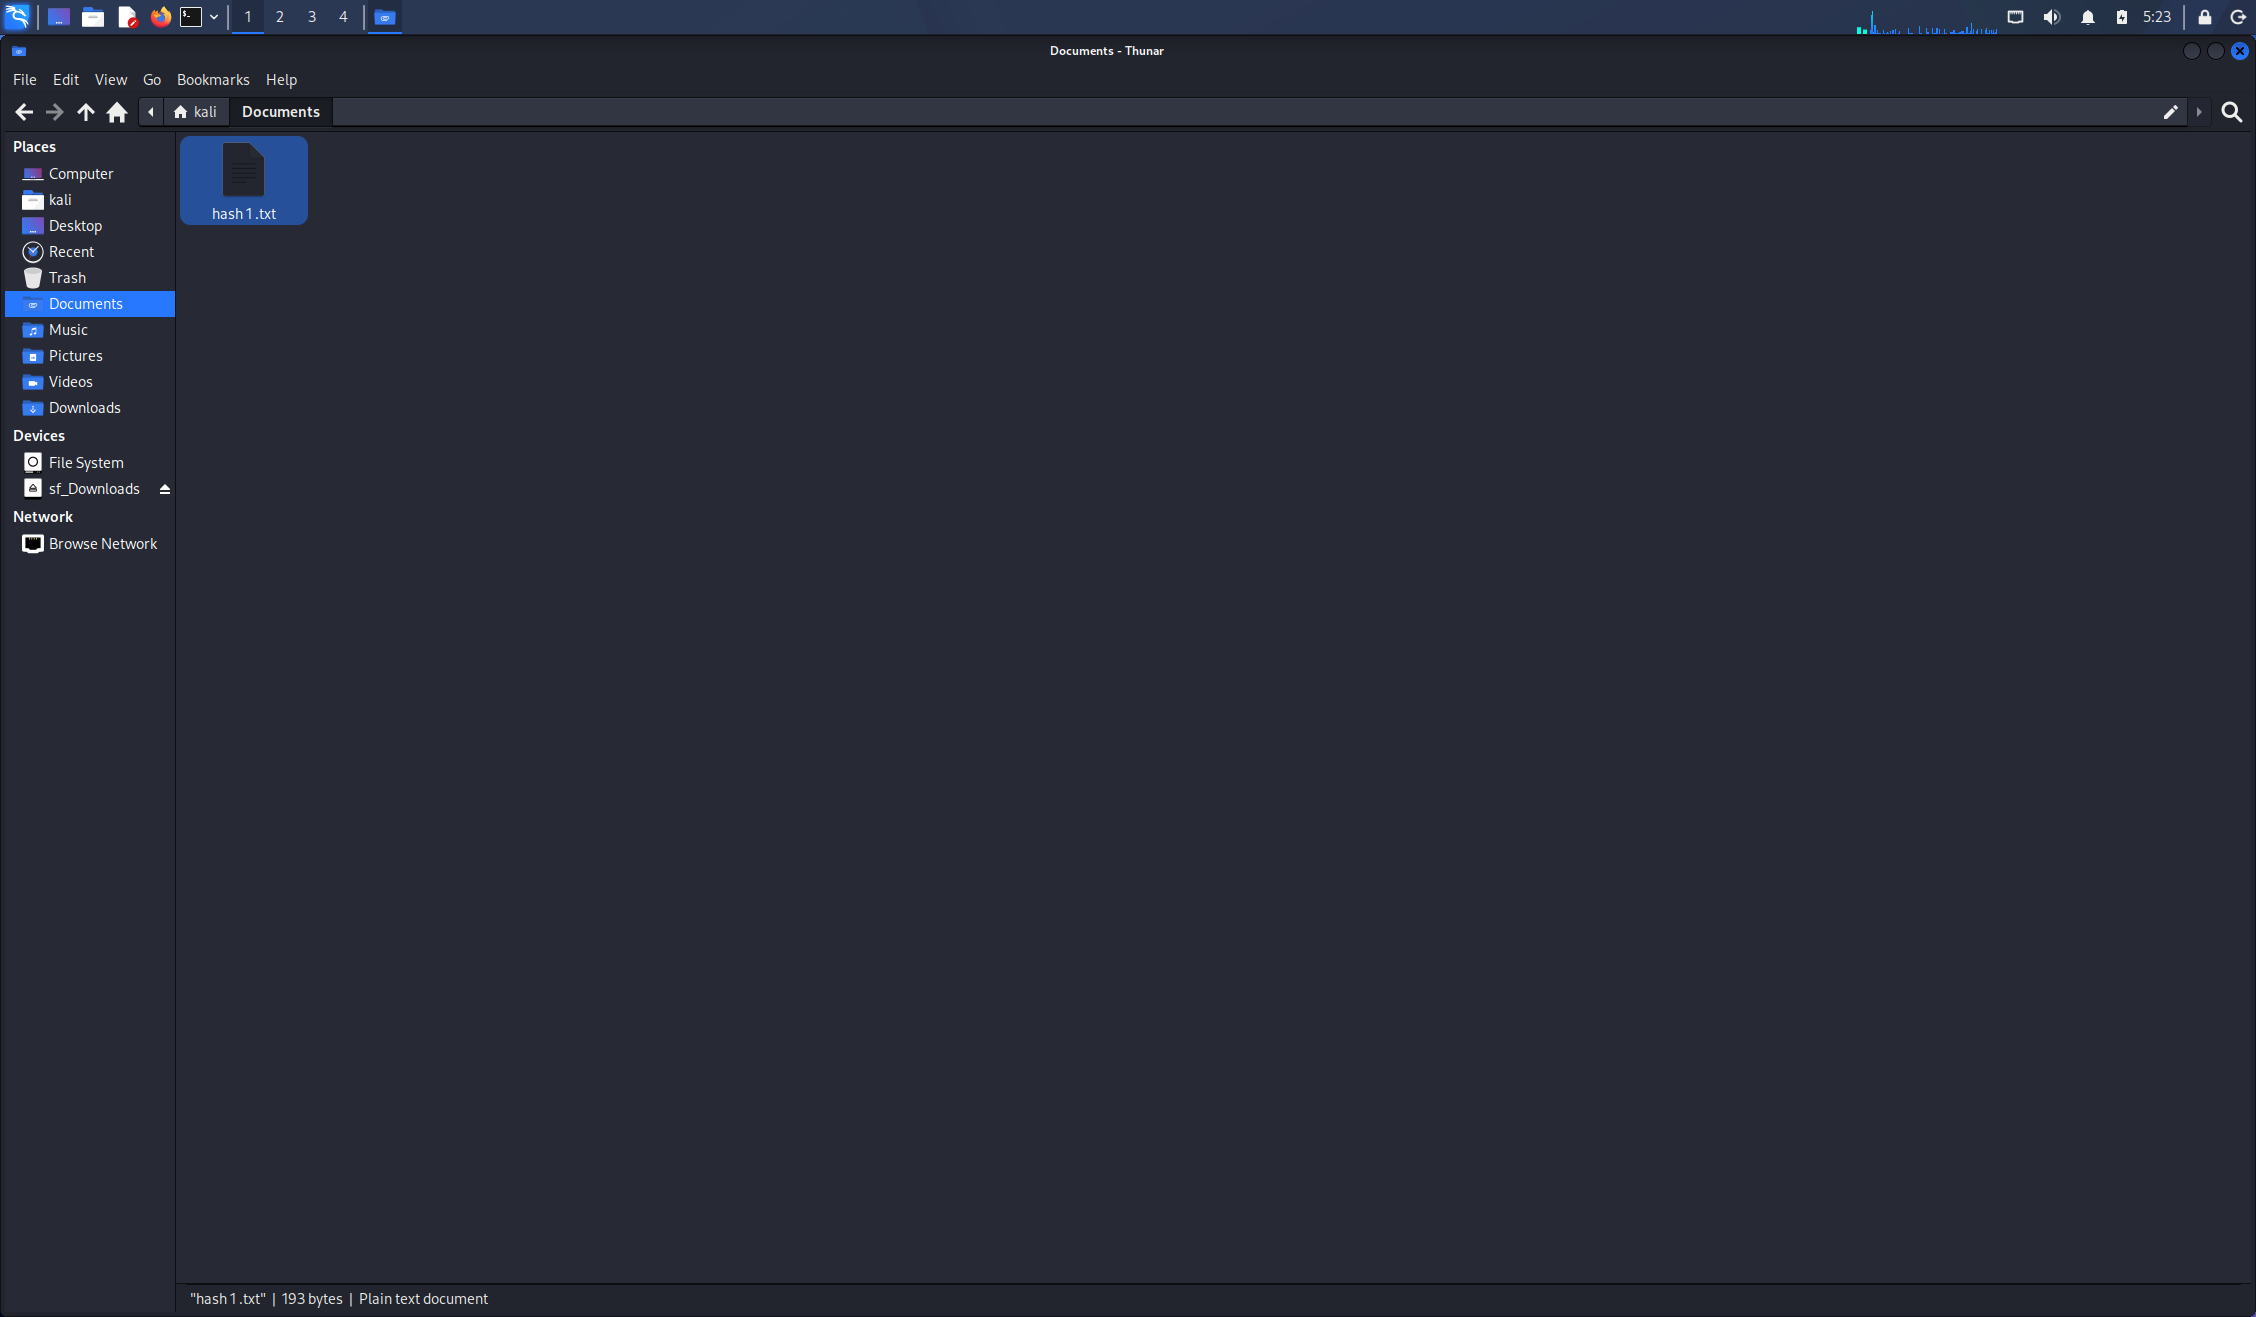 1 2 3 4
5:23
Documents - Thunar
File Edit View Go Bookmarks Help
kali Documents
Places
Computer
kali
Desktop
Recent
Trash
Documents
Music
Pictures
Videos
Downloads
Devices
File System
sf_Downloads
Network
Browse Network
hash1.txt
"hash1.txt" | 193 bytes | Plain text document